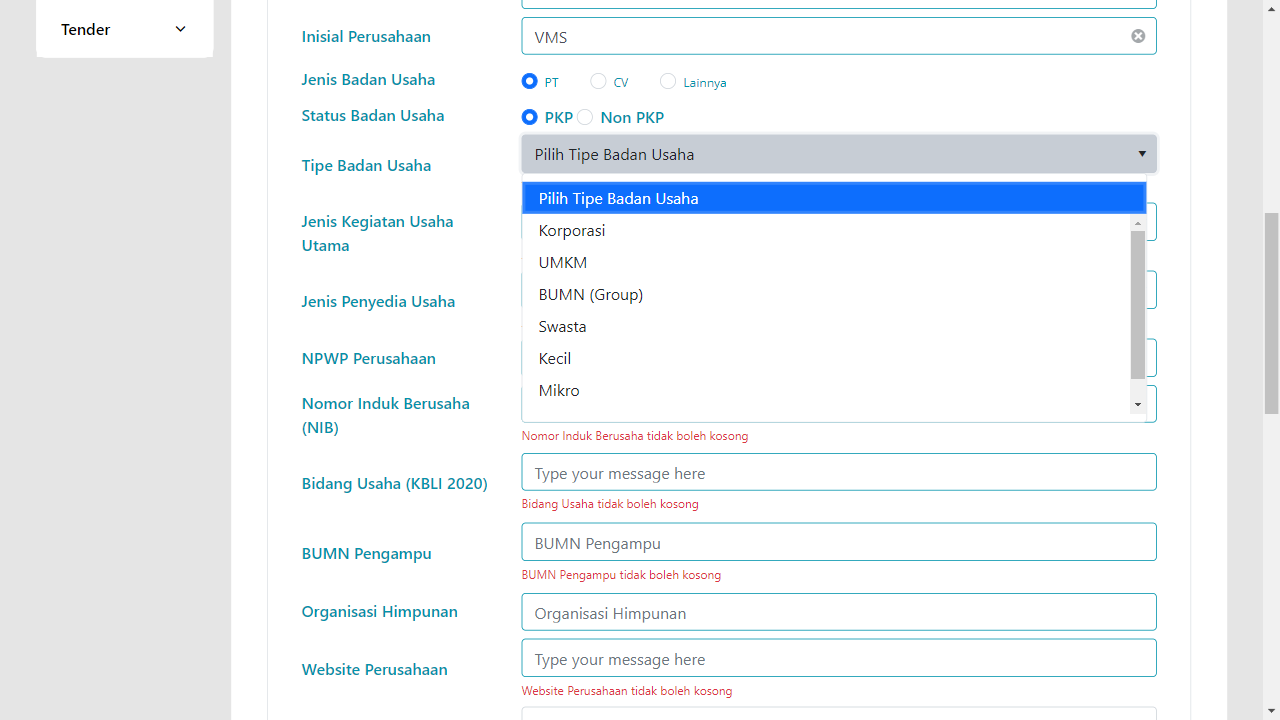 Tender
Inisial Perusahaan
VMS
Jenis Badan Usaha
PT
CV
Lainnya
Status Badan Usaha
PKP
Non PKP
Tipe Badan Usaha
Pilih Tipe Badan Usaha
Pilih Tipe Badan Usaha
Korporasi
UMKM
BUMN (Group)
Swasta
Kecil
Mikro
Jenis Kegiatan Usaha
Utama
Jenis Penyedia Usaha
NPWP Perusahaan
Nomor Induk Berusaha
(NIB)
Nomor Induk Berusaha tidak boleh kosong
Bidang Usaha (KBLI 2020)
Type your message here
Bidang Usaha tidak boleh kosong
BUMN Pengampu
BUMN Pengampu
BUMN Pengampu tidak boleh kosong
Organisasi Himpunan
Organisasi Himpunan
Website Perusahaan
Type your message here
Website Perusahaan tidak boleh kosong